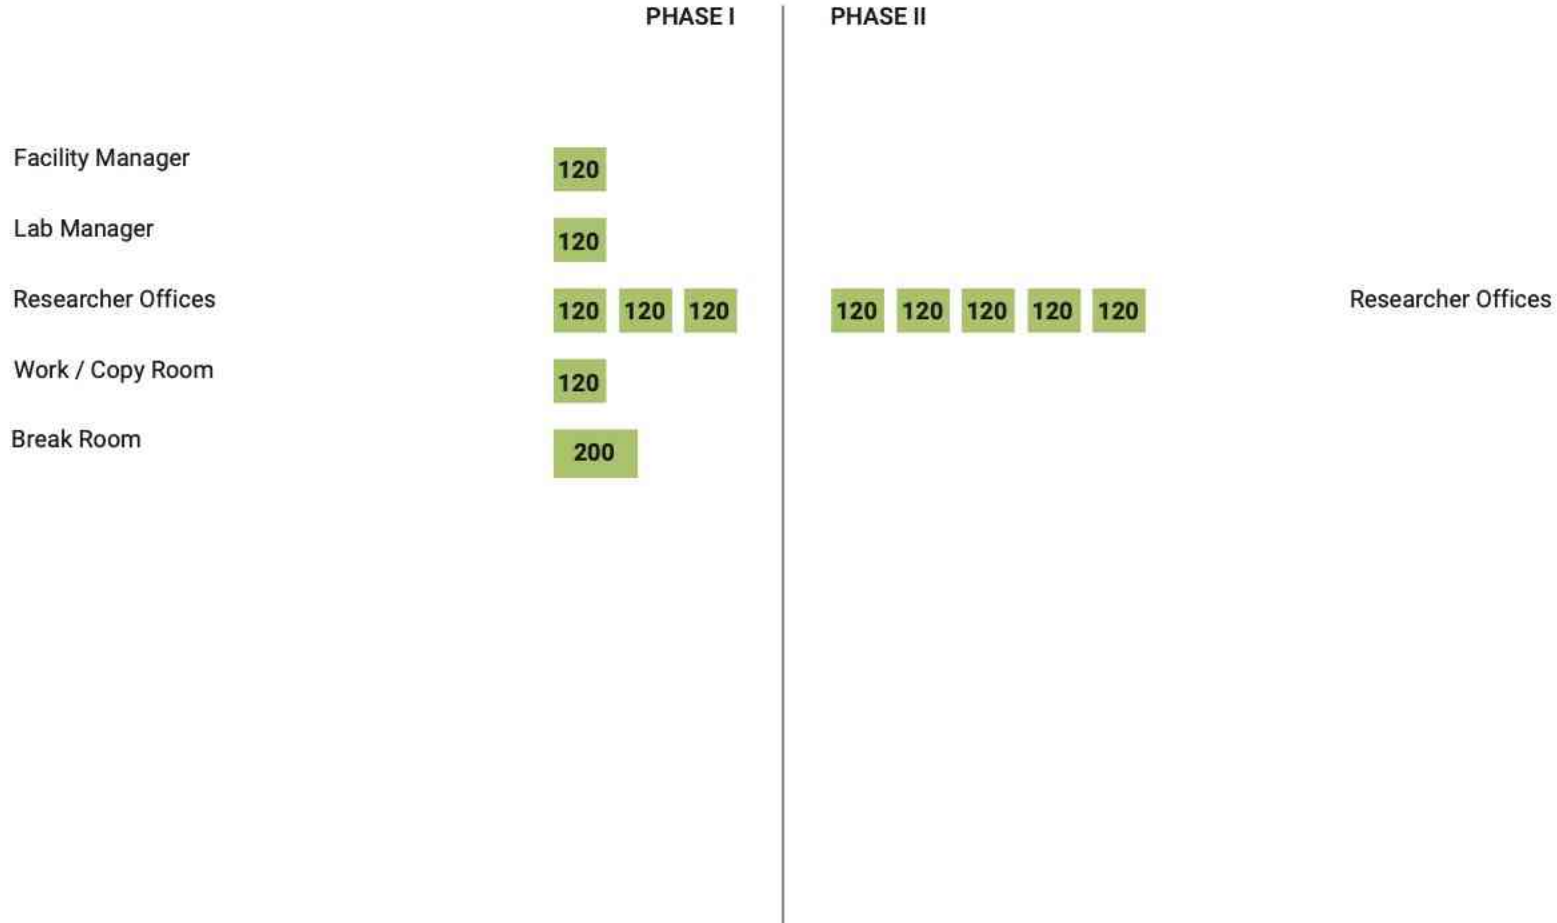 PHASE I PHASE II
Facility Manager 120
Lab Manager 120
Researcher Offices 120 120 120 120 120 120 120 120 Researcher Offices
Work / Copy Room 120
Break Room 200